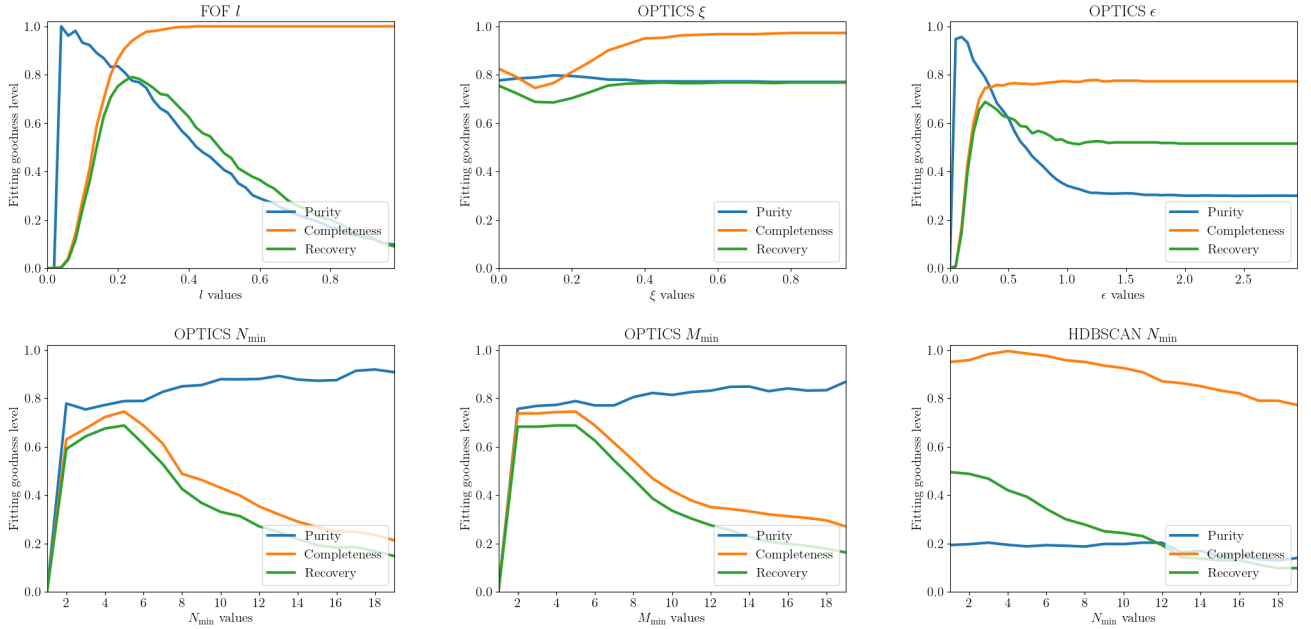 FOF l
Fitting goodness level
1.0
0.8
0.6
0.4
0.2
0.0
Purity
Completeness
Recovery
0.0 0.2 0.4 0.6 0.8
l values
OPTICS ξ
Fitting goodness level
1.0
0.8
0.6
0.4
0.2
0.0
Purity
Completeness
Recovery
0.0 0.2 0.4 0.6 0.8
ξ values
OPTICS ϵ
Fitting goodness level
1.0
0.8
0.6
0.4
0.2
0.0
Purity
Completeness
Recovery
0.0 0.5 1.0 1.5 2.0 2.5
ϵ values
OPTICS N_min
Fitting goodness level
1.0
0.8
0.6
0.4
0.2
0.0
Purity
Completeness
Recovery
2 4 6 8 10 12 14 16 18
N_min values
OPTICS M_min
Fitting goodness level
1.0
0.8
0.6
0.4
0.2
0.0
Purity
Completeness
Recovery
2 4 6 8 10 12 14 16 18
M_min values
HDBSCAN N_min
Fitting goodness level
1.0
0.8
0.6
0.4
0.2
0.0
Purity
Completeness
Recovery
2 4 6 8 10 12 14 16 18
N_min values